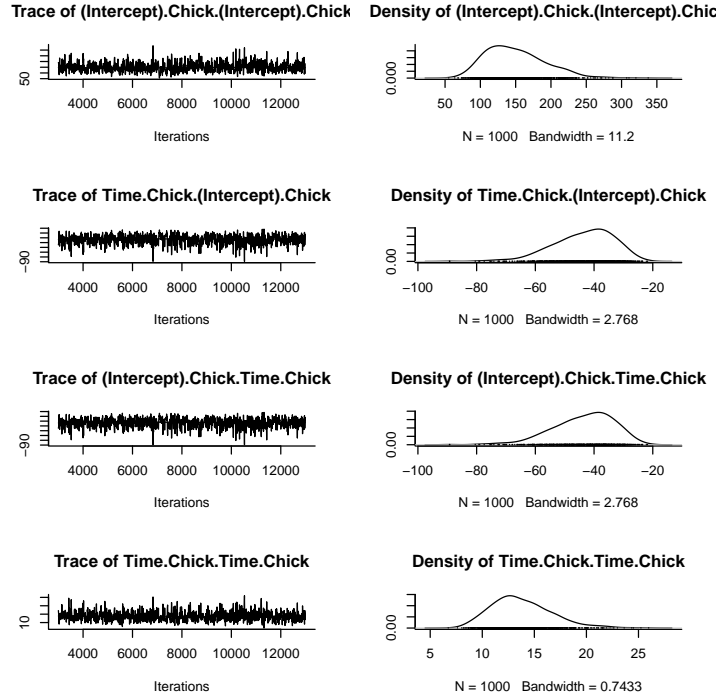 Trace of (Intercept).Chick.(Intercept).Chick
Density of (Intercept).Chick.(Intercept).Chic
50
4000 6000 8000 10000 12000
Iterations
0.000
50 100 150 200 250 300 350
N = 1000 Bandwidth = 11.2
Trace of Time.Chick.(Intercept).Chick
Density of Time.Chick.(Intercept).Chick
−90
4000 6000 8000 10000 12000
Iterations
0.00
−100 −80 −60 −40 −20
N = 1000 Bandwidth = 2.768
Trace of (Intercept).Chick.Time.Chick
Density of (Intercept).Chick.Time.Chick
−90
4000 6000 8000 10000 12000
Iterations
0.00
−100 −80 −60 −40 −20
N = 1000 Bandwidth = 2.768
Trace of Time.Chick.Time.Chick
Density of Time.Chick.Time.Chick
10
4000 6000 8000 10000 12000
Iterations
0.00
5 10 15 20 25
N = 1000 Bandwidth = 0.7433